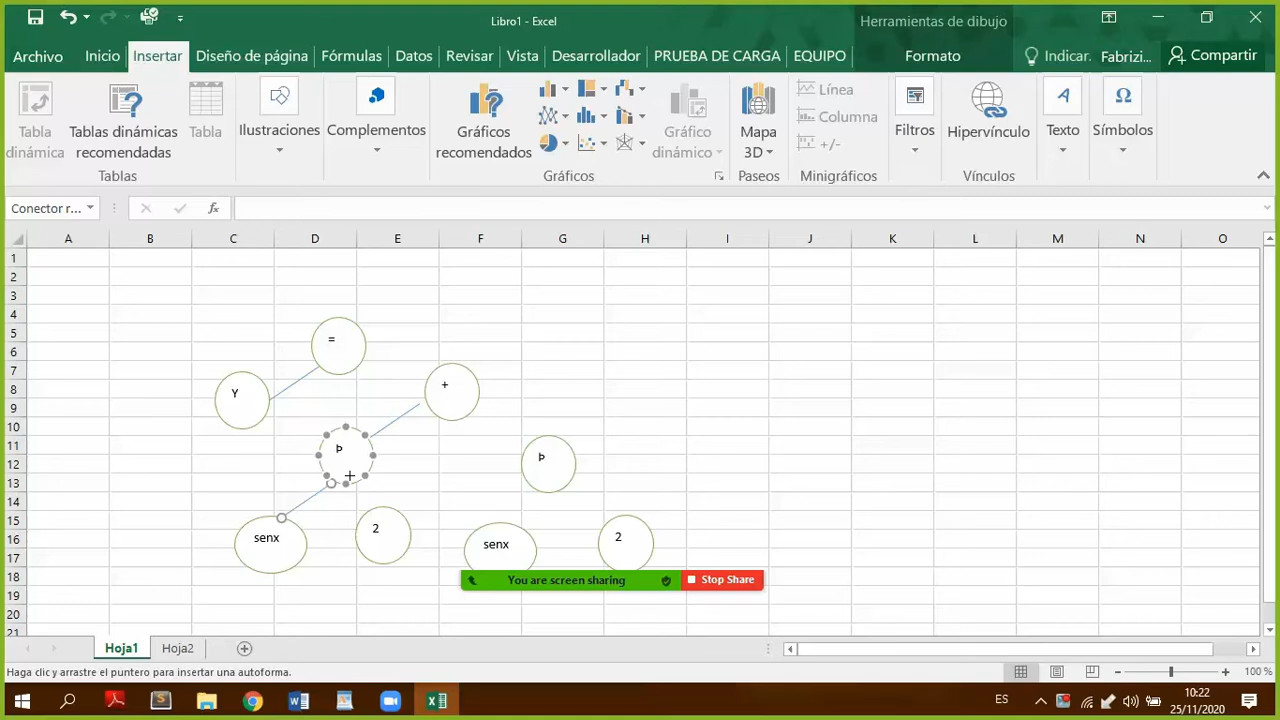 Libro1 - Excel
Herramientas de dibujo
Archivo Inicio Insertar Diseño de página Fórmulas Datos Revisar Vista Desarrollador PRUEBA DE CARGA EQUIPO Formato Indicar. Fabrizi... Compartir
Tabla dinámica
Tablas dinámicas recomendadas
Tabla
Ilustraciones
Complementos
Gráficos recomendados
Gráfico dinámico
Mapa 3D
Línea
Columna
+/-
Filtros
Hipervínculo
Texto
Símbolos
Tablas Gráficos Paseos Minigráficos Vínculos
Conector r... fx
A B C D E F G H I J K L M N O
1
2
3
4
5
6
7
8
9
10
11
12
13
14
15
16
17
18
19
20
21
=
Y
+
Þ
Þ
senx
2
senx
2
You are screen sharing Stop Share
Hoja1 Hoja2
Haga clic y arrastre el puntero para insertar una autoforma. 100 %
ES 10:22
25/11/2020